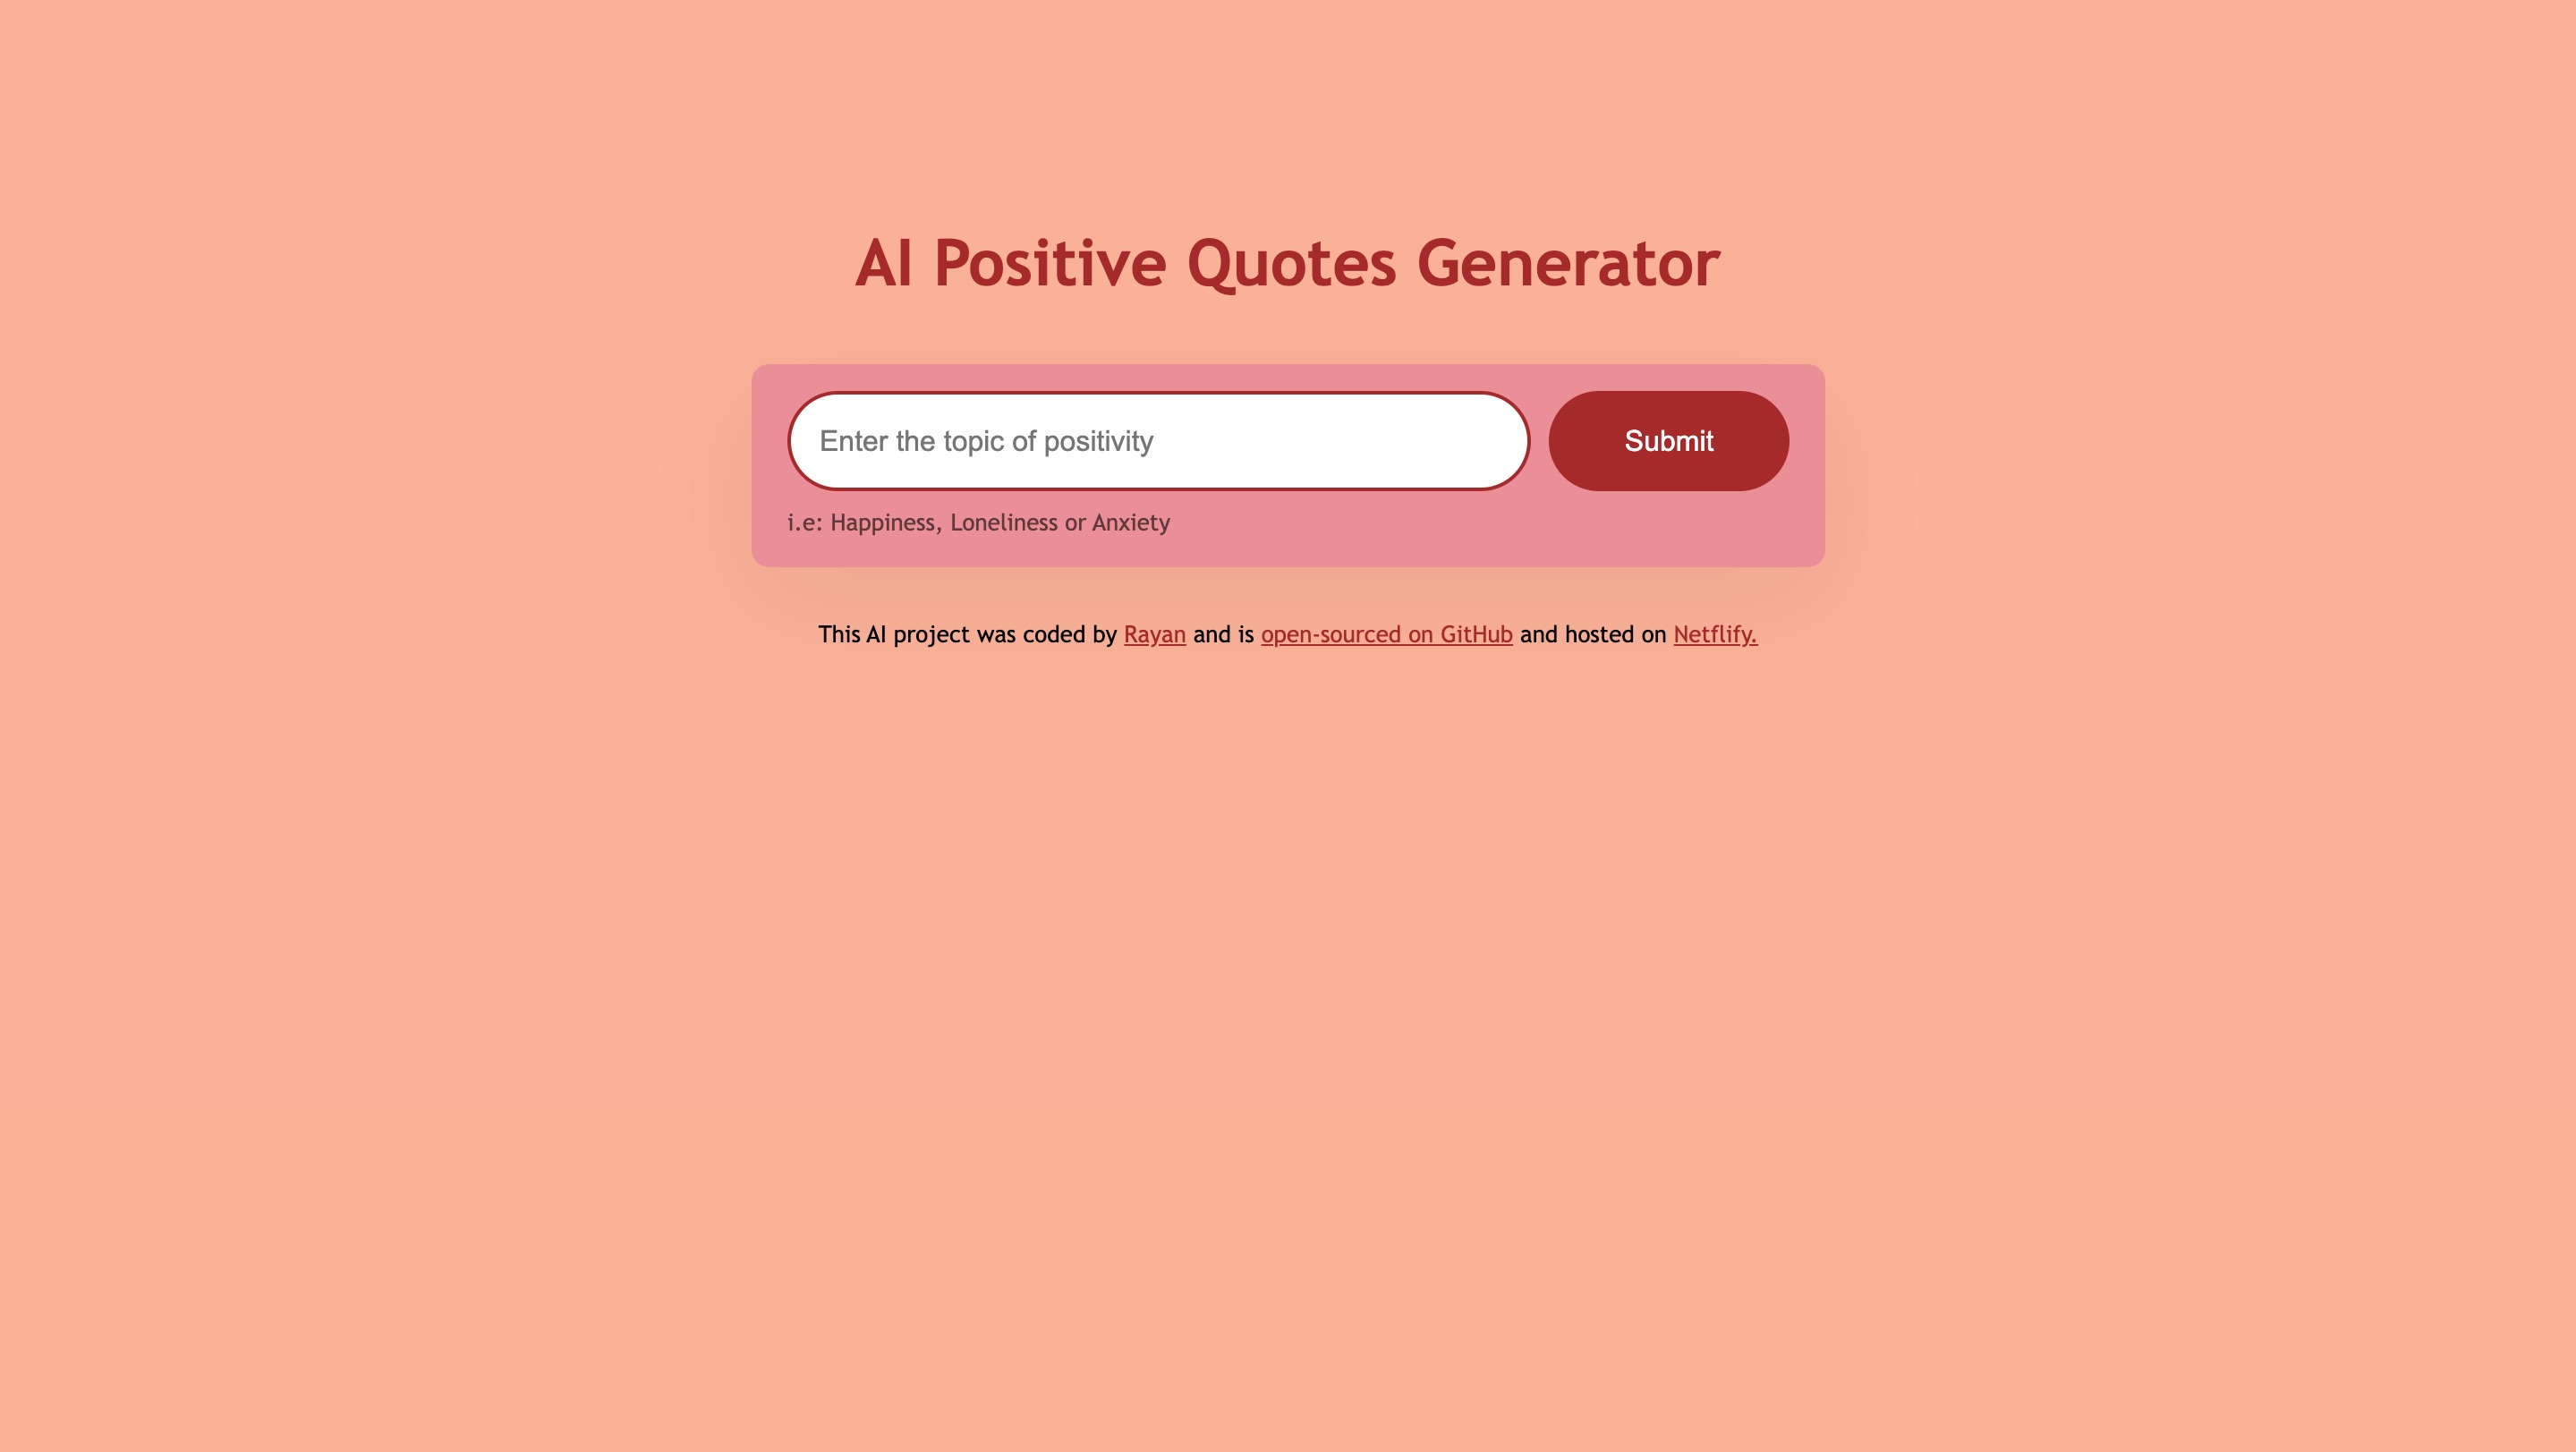 AI Positive Quotes Generator
Enter the topic of positivity
Submit
i.e: Happiness, Loneliness or Anxiety
This AI project was coded by Rayan and is open-sourced on GitHub and hosted on Netflify.